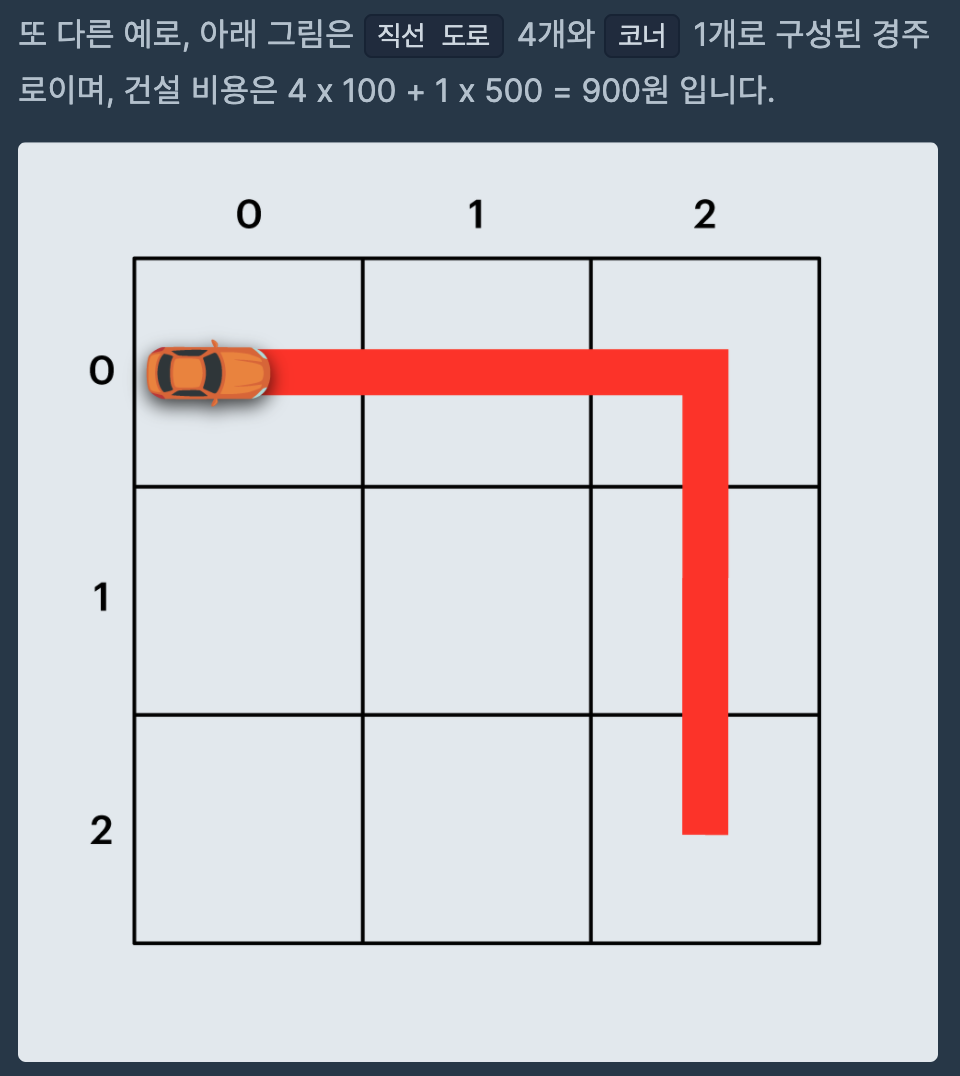 또 다른 예로, 아래 그림은 직선 도로 4개와 코너 1개로 구성된 경주
로이며, 건설 비용은 4 x 100 + 1 x 500 = 900원 입니다.
0 1 2
0
1
2